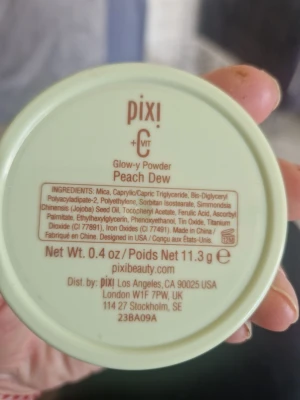 pixi
+C VIT
Glow-y Powder
Peach Dew
INGREDIENTS: Mica, Caprylic/Capric Triglyceride, Bis-Diglyceryl
Polyacyladipate-2, Polyethylene, Sorbitan Isostearate, Simmondsia
Chinensis (Jojoba) Seed Oil, Tocopheryl Acetate, Ferulic Acid, Ascorbyl
Palmitate, Ethylhexylglycerin, Phenoxyethanol, Tin Oxide, Titanium
Dioxide (CI 77891), Iron Oxides (CI 77491). Made in China /
Fabriqué en Chine. Designed in USA / Conçu aux États-Unis.
Net Wt. 0.4 oz / Poids Net 11.3 g e
pixibeauty.com
Dist. by: pixi Los Angeles, CA 90025 USA
London W1F 7PW, UK
114 27 Stockholm, SE
23BA09A